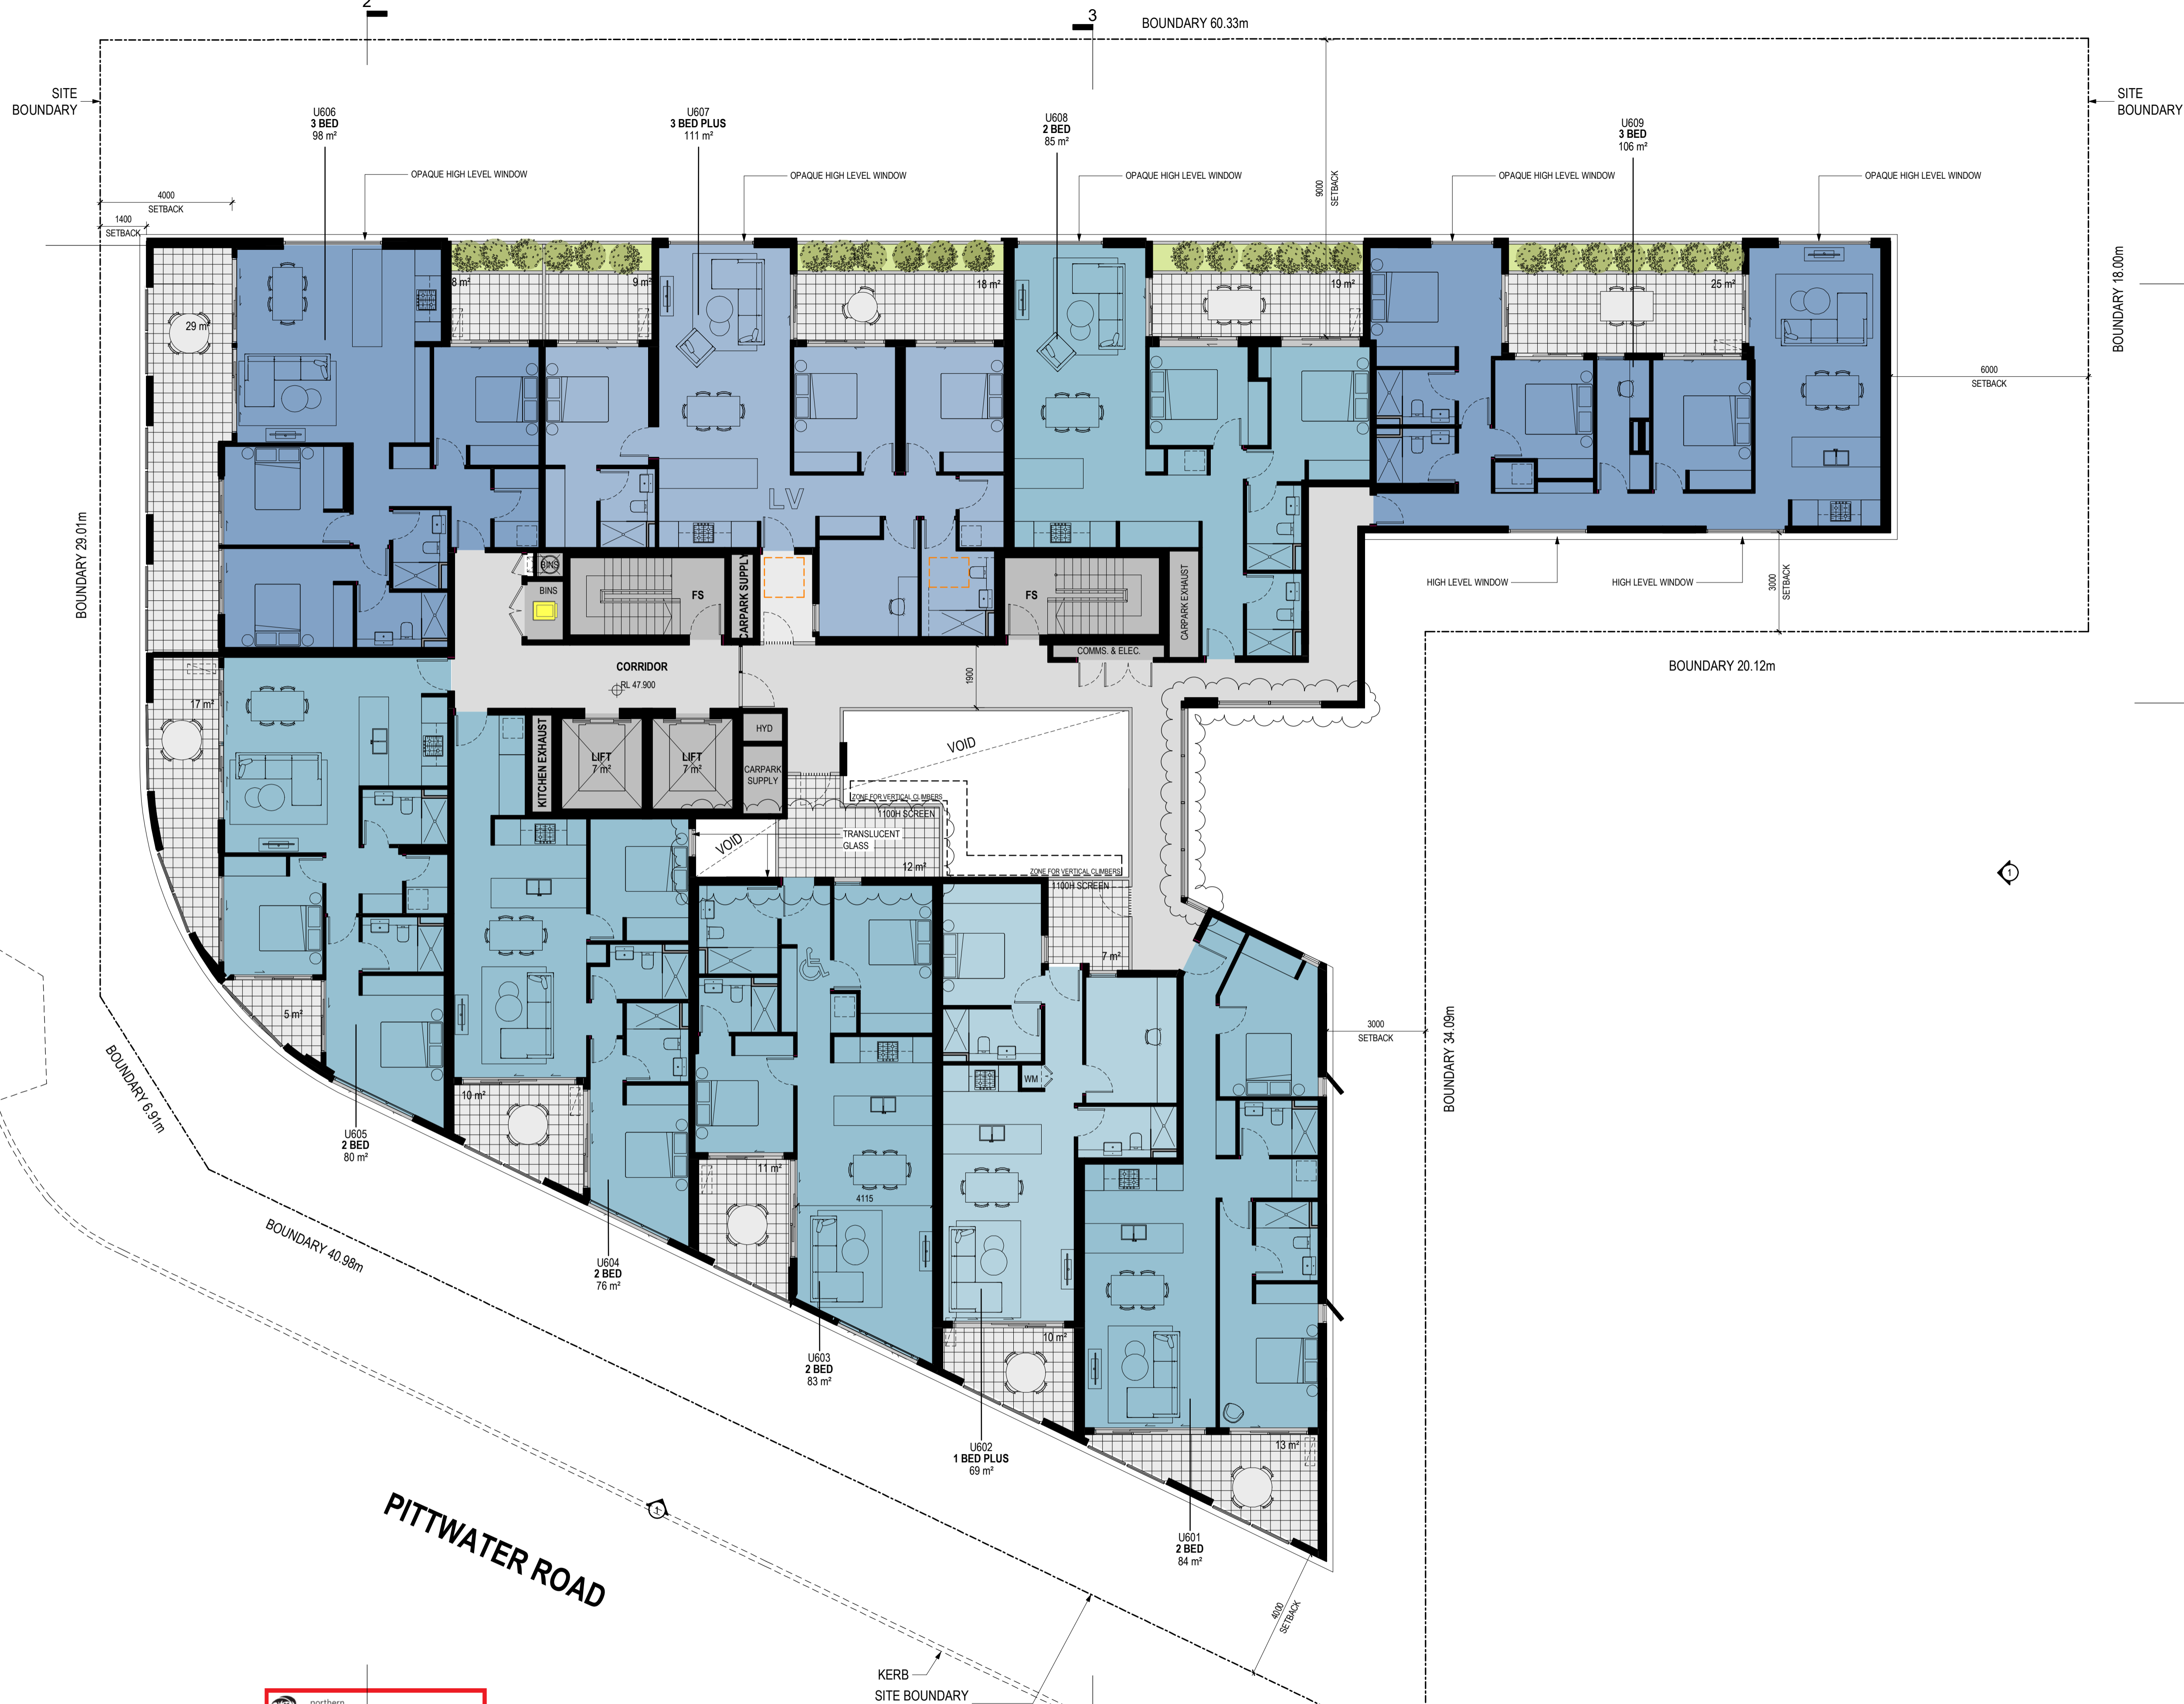 2
3
BOUNDARY 60.33m
SITE
BOUNDARY
SITE
BOUNDARY
U606
3 BED
98 m²
U607
3 BED PLUS
111 m²
U608
2 BED
85 m²
U609
3 BED
106 m²
OPAQUE HIGH LEVEL WINDOW
OPAQUE HIGH LEVEL WINDOW
OPAQUE HIGH LEVEL WINDOW
OPAQUE HIGH LEVEL WINDOW
OPAQUE HIGH LEVEL WINDOW
4000
SETBACK
1400
SETBACK
9000
SETBACK
BOUNDARY 18.00m
8 m²
9 m²
18 m²
19 m²
25 m²
29 m²
6000
SETBACK
LV
BOUNDARY 29.01m
BINS
BINS
FS
CARPARK SUPPLY
FS
CARPARK EXHAUST
HIGH LEVEL WINDOW
HIGH LEVEL WINDOW
3000
SETBACK
COMMS. & ELEC.
CORRIDOR
RL 47.900
1900
BOUNDARY 20.12m
17 m²
KITCHEN EXHAUST
LIFT
7 m²
LIFT
7 m²
HYD
CARPARK
SUPPLY
VOID
ZONE FOR VERTICAL CLIMBERS
1100H SCREEN
TRANSLUCENT
GLASS
VOID
12 m²
ZONE FOR VERTICAL CLIMBERS
1100H SCREEN
1
7 m²
5 m²
3000
SETBACK
BOUNDARY 34.09m
BOUNDARY 6.91m
WM
10 m²
U605
2 BED
80 m²
11 m²
4115
BOUNDARY 40.98m
U604
2 BED
76 m²
10 m²
U603
2 BED
83 m²
13 m²
U602
1 BED PLUS
69 m²
PITTWATER ROAD
1
U601
2 BED
84 m²
4000
SETBACK
KERB
SITE BOUNDARY
northern